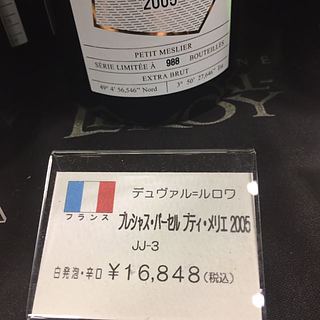 2005
PETIT MESLIER
SÉRIE LIMITÉE À 988 BOUTEILLES
EXTRA BRUT
49° 4' 56,546" Nord 3° 50' 27,646" Est
LEROY
フランス
デュヴァル=ルロワ
プレシャス・パーセル プティ・メリエ 2005
JJ-3
白発泡・辛口 ¥16,848(税込)